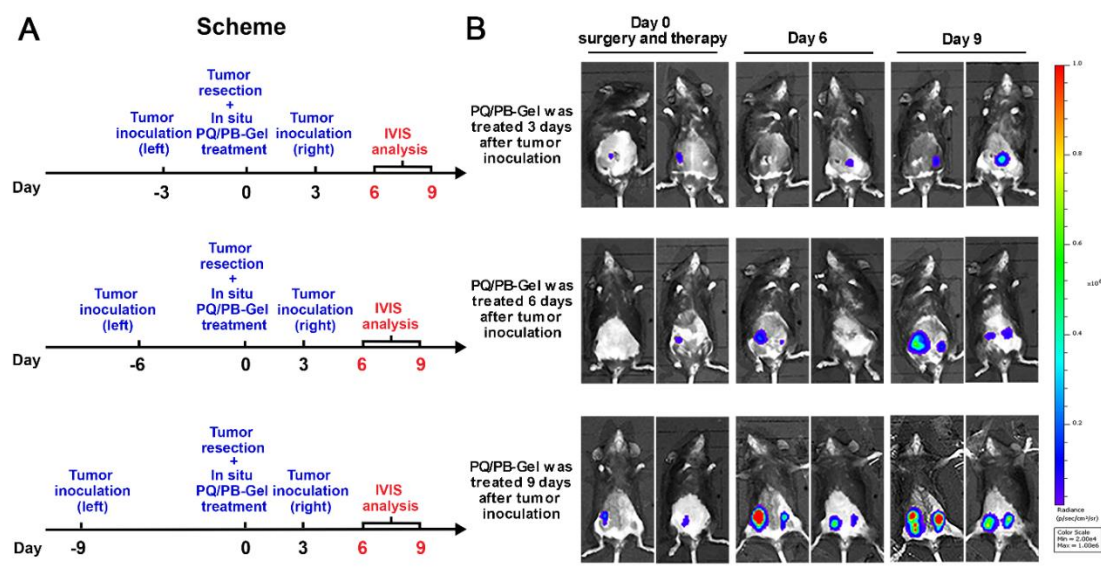 A
Scheme
Tumor
resection
+
In situ
PQ/PB-Gel
treatment
Tumor
inoculation
(left)
Tumor
inoculation
(right)
IVIS
analysis
Day
-3
0
3
6
9
Tumor
resection
+
In situ
PQ/PB-Gel
treatment
Tumor
inoculation
(left)
Tumor
inoculation
(right)
IVIS
analysis
Day
-6
0
3
6
9
Tumor
resection
+
In situ
PQ/PB-Gel
treatment
Tumor
inoculation
(left)
Tumor
inoculation
(right)
IVIS
analysis
Day
-9
0
3
6
9
B
Day 0
surgery and therapy
Day 6
Day 9
PQ/PB-Gel was
treated 3 days
after tumor
inoculation
PQ/PB-Gel was
treated 6 days
after tumor
inoculation
PQ/PB-Gel was
treated 9 days
after tumor
inoculation
1.0
0.8
0.6
x10⁶
0.4
0.2
Radiance
(p/sec/cm²/sr)
Color Scale
Min = 2.00e4
Max = 1.00e6